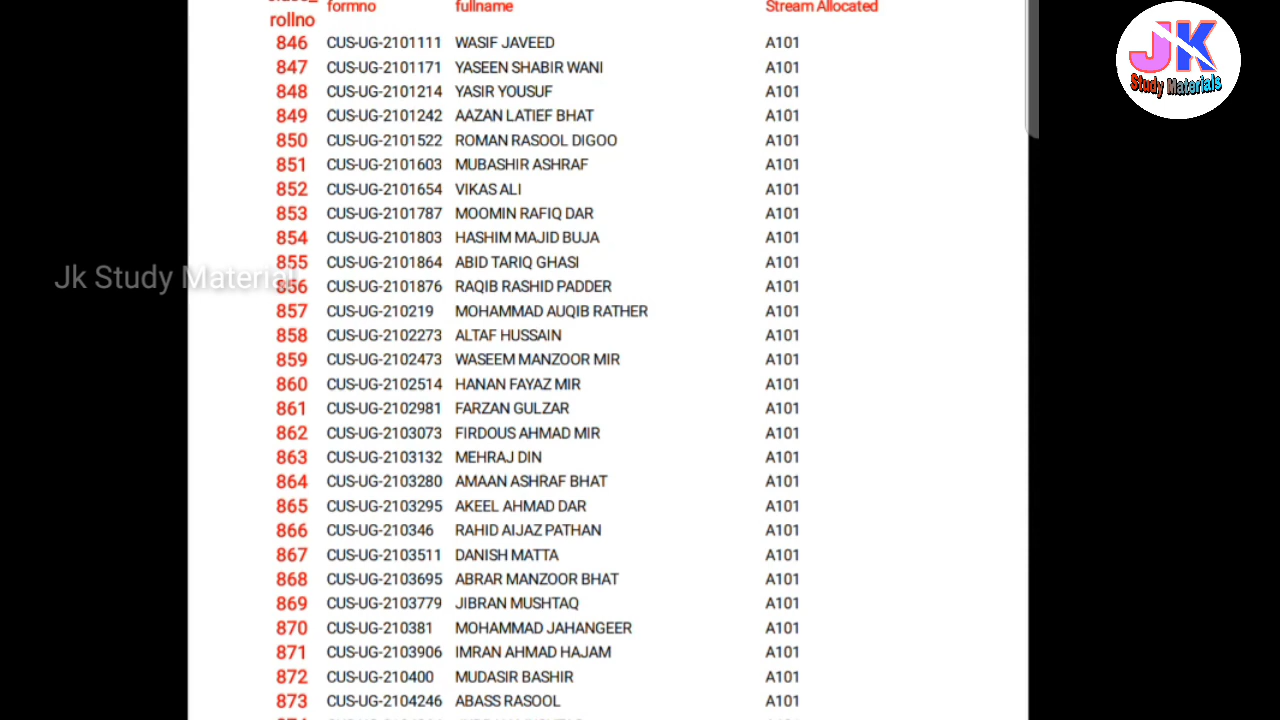 rollno formno fullname Stream Allocated
846 CUS-UG-2101111 WASIF JAVEED A101
847 CUS-UG-2101171 YASEEN SHABIR WANI A101
848 CUS-UG-2101214 YASIR YOUSUF A101
849 CUS-UG-2101242 AAZAN LATIEF BHAT A101
850 CUS-UG-2101522 ROMAN RASOOL DIGOO A101
851 CUS-UG-2101603 MUBASHIR ASHRAF A101
852 CUS-UG-2101654 VIKAS ALI A101
853 CUS-UG-2101787 MOOMIN RAFIQ DAR A101
854 CUS-UG-2101803 HASHIM MAJID BUJA A101
855 CUS-UG-2101864 ABID TARIQ GHASI A101
856 CUS-UG-2101876 RAQIB RASHID PADDER A101
857 CUS-UG-210219 MOHAMMAD AUQIB RATHER A101
858 CUS-UG-2102273 ALTAF HUSSAIN A101
859 CUS-UG-2102473 WASEEM MANZOOR MIR A101
860 CUS-UG-2102514 HANAN FAYAZ MIR A101
861 CUS-UG-2102981 FARZAN GULZAR A101
862 CUS-UG-2103073 FIRDOUS AHMAD MIR A101
863 CUS-UG-2103132 MEHRAJ DIN A101
864 CUS-UG-2103280 AMAAN ASHRAF BHAT A101
865 CUS-UG-2103295 AKEEL AHMAD DAR A101
866 CUS-UG-210346 RAHID AIJAZ PATHAN A101
867 CUS-UG-2103511 DANISH MATTA A101
868 CUS-UG-2103695 ABRAR MANZOOR BHAT A101
869 CUS-UG-2103779 JIBRAN MUSHTAQ A101
870 CUS-UG-210381 MOHAMMAD JAHANGEER A101
871 CUS-UG-2103906 IMRAN AHMAD HAJAM A101
872 CUS-UG-210400 MUDASIR BASHIR A101
873 CUS-UG-2104246 ABASS RASOOL A101
Jk Study Material
JK
Study Materials